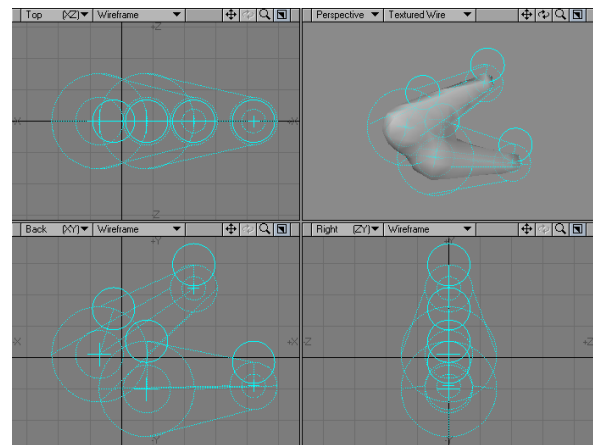 Top (XZ) Wireframe
Perspective Textured Wire
+Z
-Z
Back (XY) Wireframe
Right (ZY) Wireframe
+Y
+X
-Z
-Y